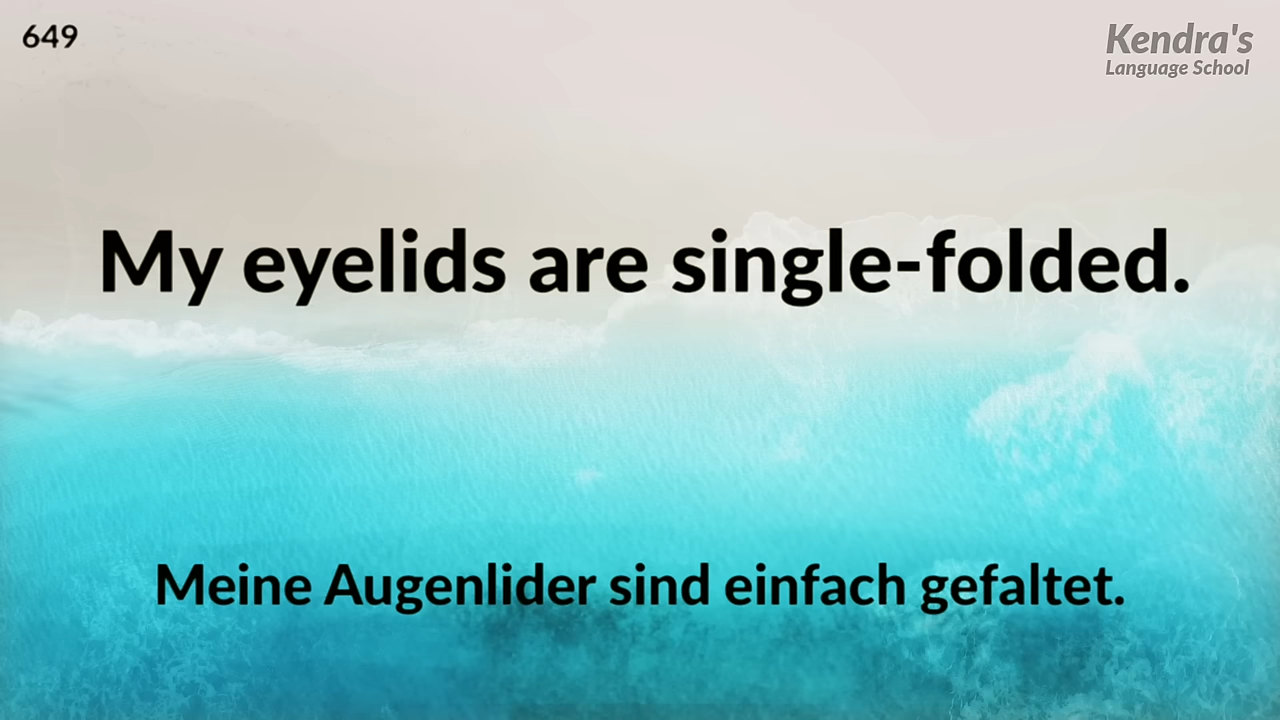 649
Kendra's
Language School
My eyelids are single-folded.
Meine Augenlider sind einfach gefaltet.